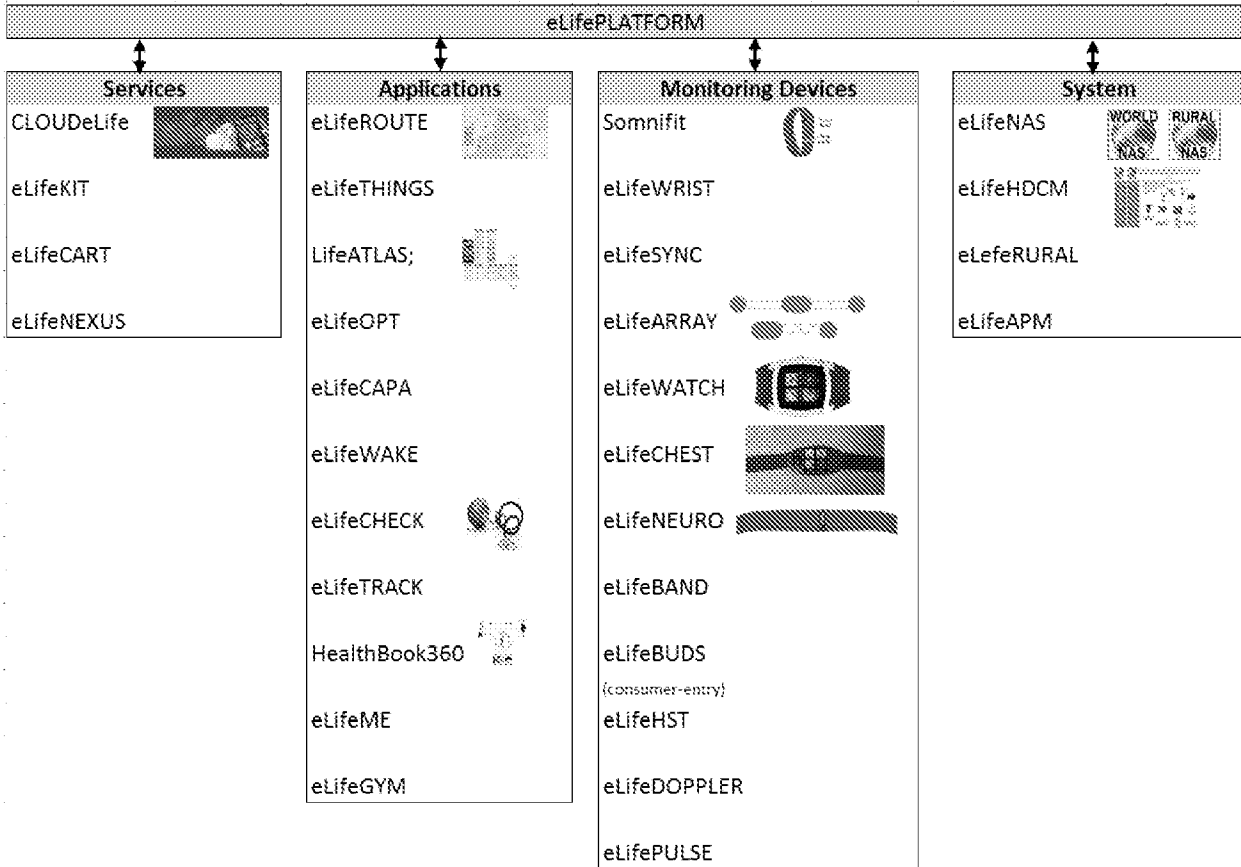 eLifePLATFORM
Services
CLOUDeLife
eLifeKIT
eLifeCART
eLifeNEXUS
Applications
eLifeROUTE
eLifeTHINGS
LifeATLAS;
eLifeOPT
eLifeCAPA
eLifeWAKE
eLifeCHECK
eLifeTRACK
HealthBook360
eLifeME
eLifeGYM
Monitoring Devices
Somnifit
eLifeWRIST
eLifeSYNC
eLifeARRAY
eLifeWATCH
eLifeCHEST
eLifeNEURO
eLifeBAND
eLifeBUDS
(consumer-entry)
eLifeHST
eLifeDOPPLER
eLifePULSE
System
eLifeNAS
WORLD
NAS
RURAL
NAS
eLifeHDCM
eLefeRURAL
eLifeAPM